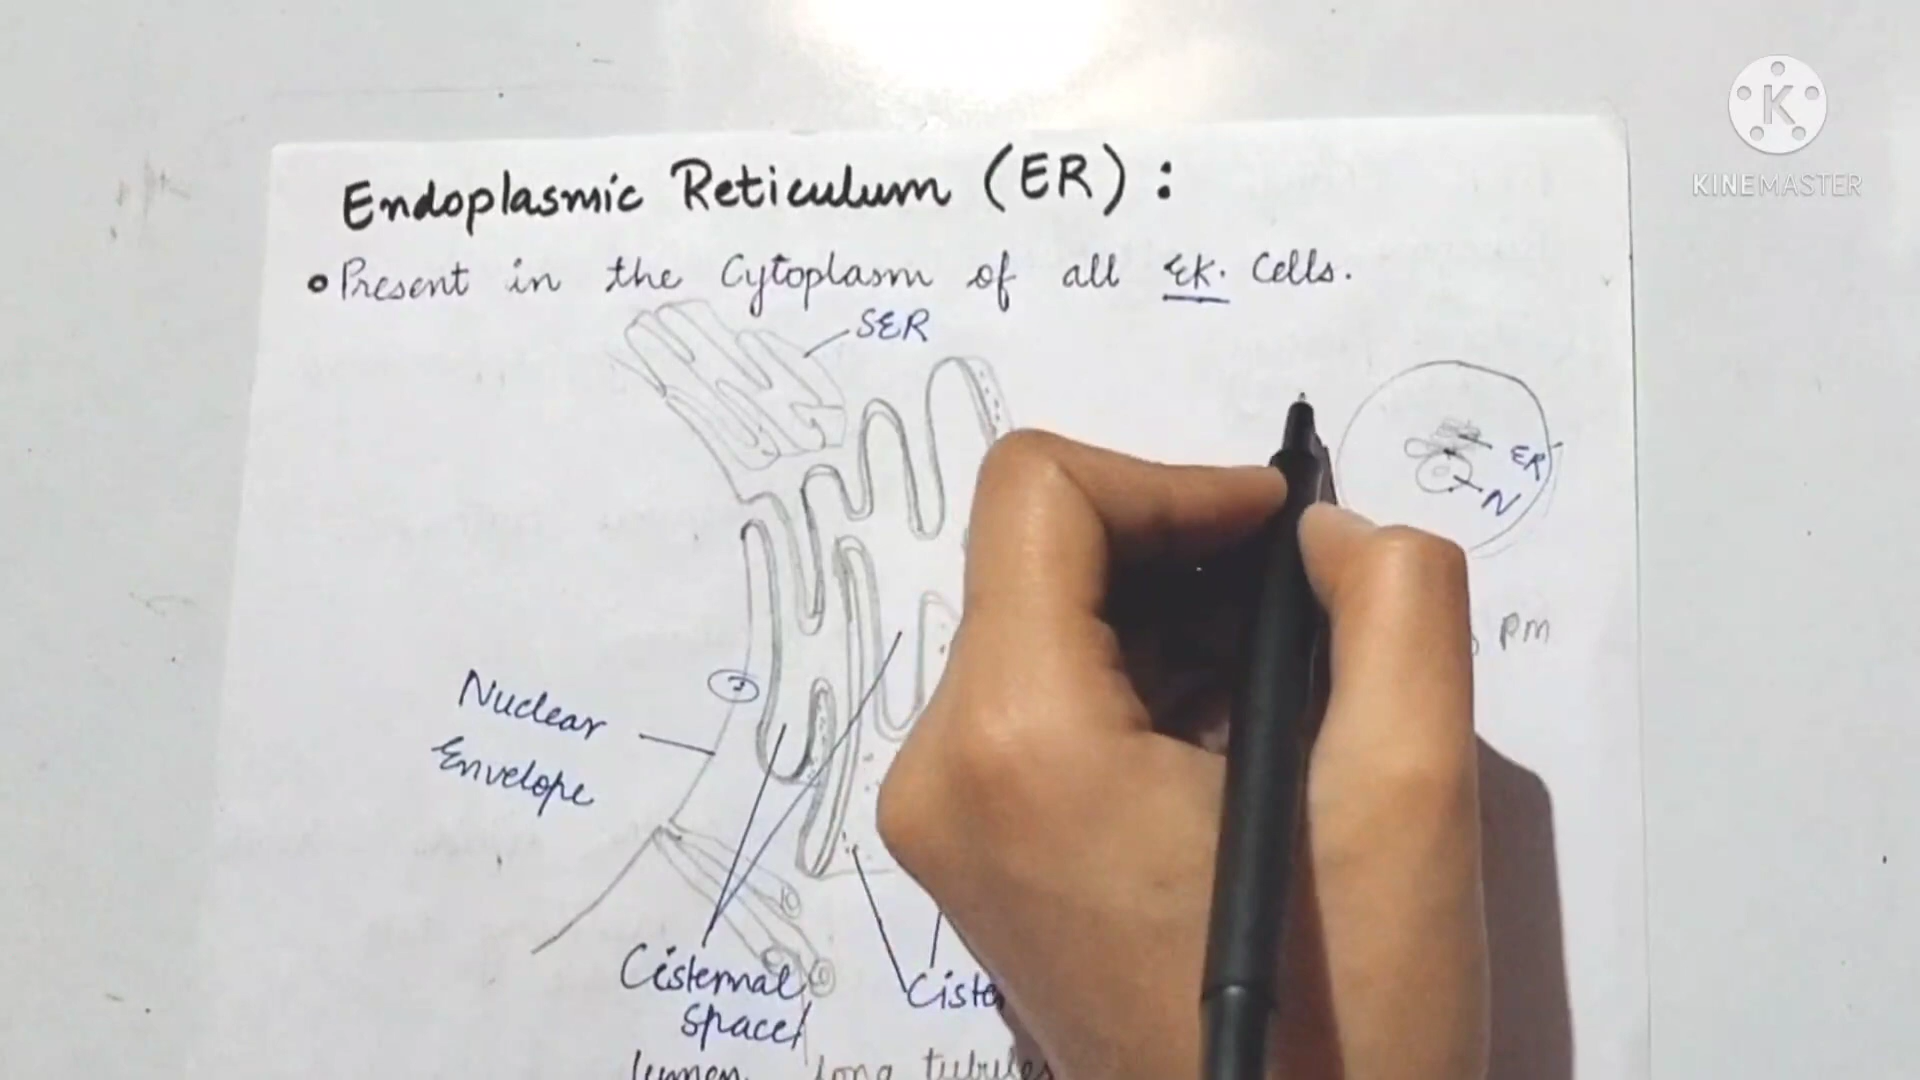 Endoplasmic Reticulum (ER) :
• Present in the Cytoplasm of all EK. Cells.
SER
ER
N
PM
Nuclear
Envelope
Cisternal
space/
lumen
long tubules
K
KINEMASTER